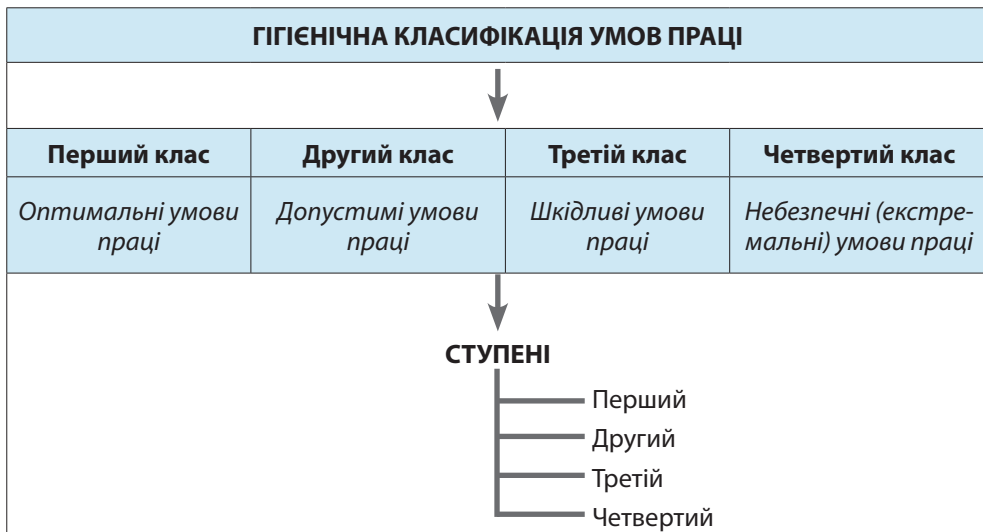 ГІГІЄНІЧНА КЛАСИФІКАЦІЯ УМОВ ПРАЦІ
Перший клас
Другий клас
Третій клас
Четвертий клас
Оптимальні умови
праці
Допустимі умови
праці
Шкідливі умови
праці
Небезпечні (екстре-
мальні) умови праці
СТУПЕНІ
Перший
Другий
Третій
Четвертий